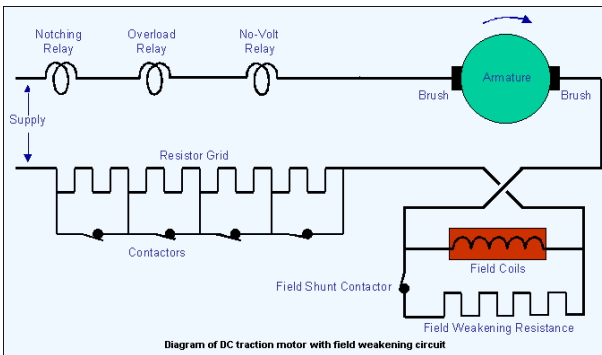 Notching
Relay
Overload
Relay
No-Volt
Relay
Armature
Brush
Brush
Supply
Resistor Grid
Contactors
Field Coils
Field Shunt Contactor
Field Weakening Resistance
Diagram of DC traction motor with field weakening circuit